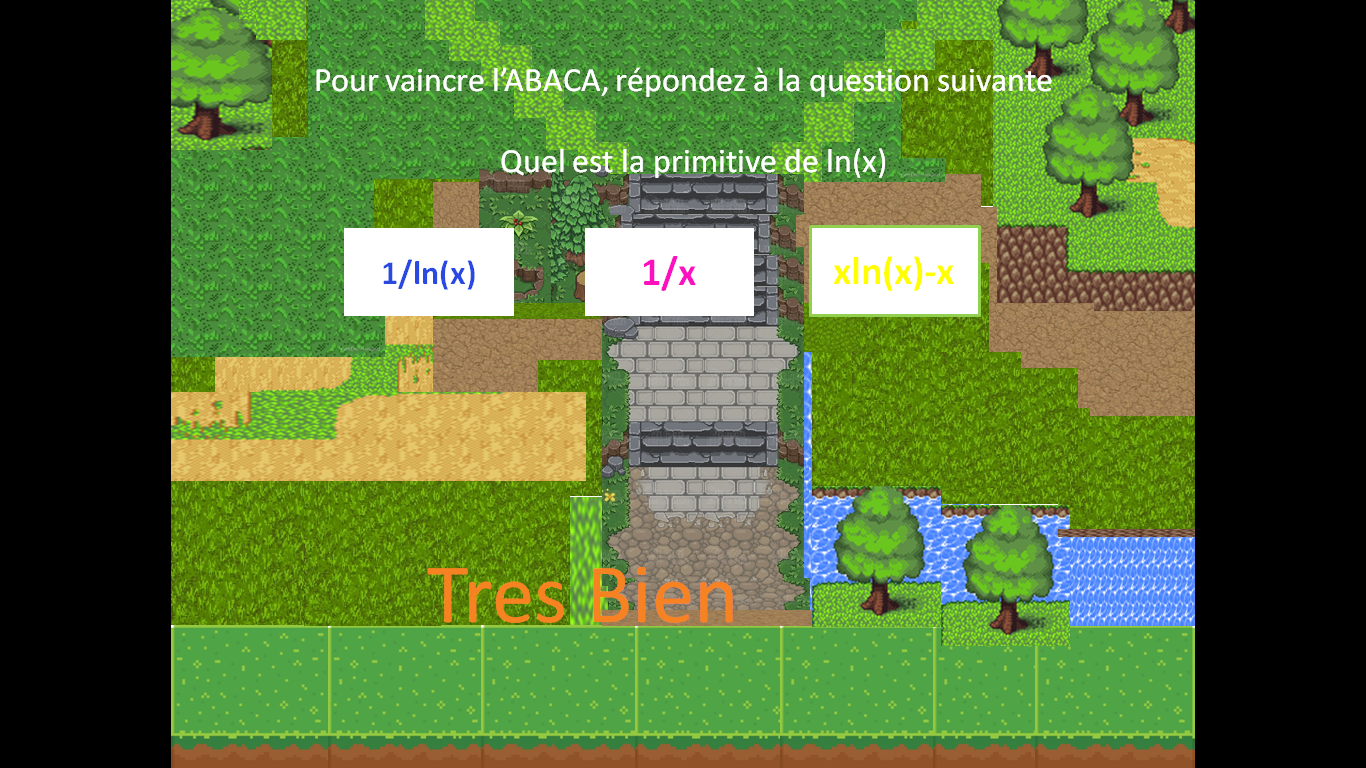 Pour vaincre l’ABACA, répondez à la question suivante
Quel est la primitive de ln(x)
1/ln(x)
1/x
xln(x)-x
Tres Bien